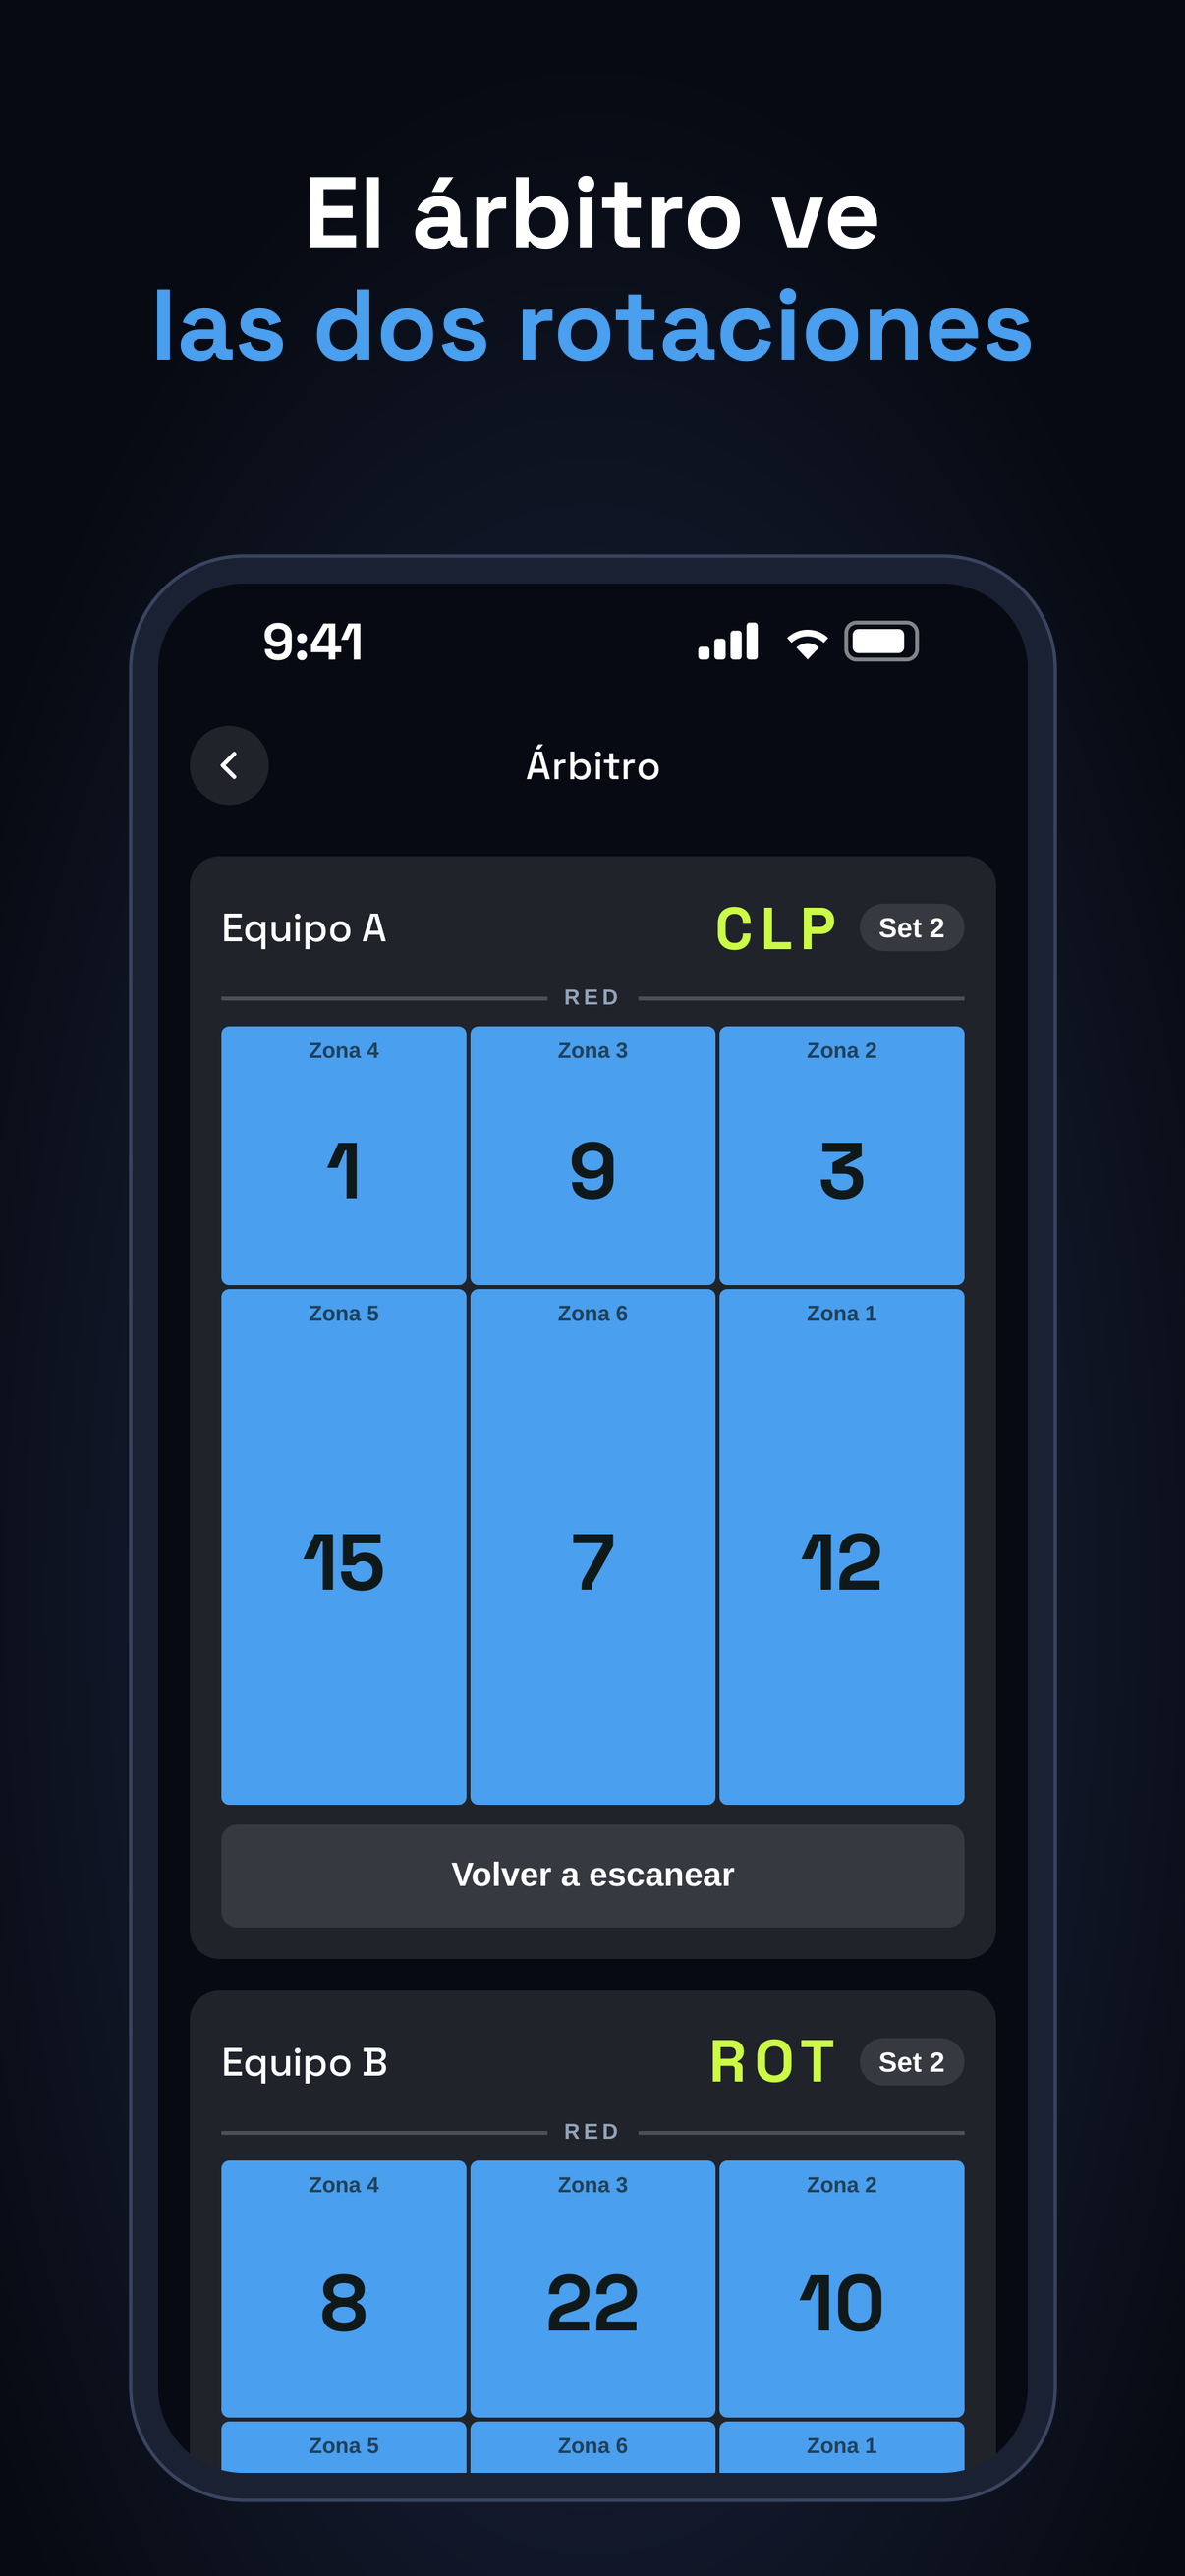 El árbitro ve
las dos rotaciones
9:41
Árbitro
Equipo A CLP Set 2
RED
Zona 4 Zona 3 Zona 2
1 9 3
Zona 5 Zona 6 Zona 1
15 7 12
Volver a escanear
Equipo B ROT Set 2
RED
Zona 4 Zona 3 Zona 2
8 22 10
Zona 5 Zona 6 Zona 1